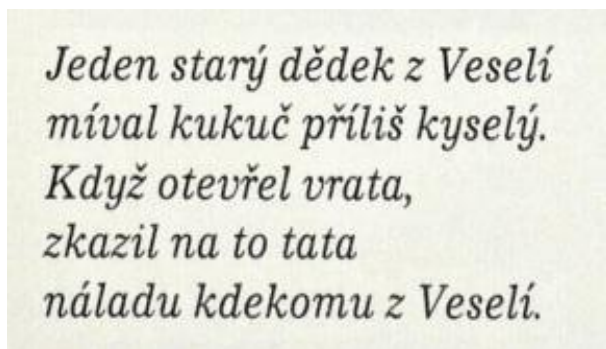 Jeden starý dědek z Veselí
míval kukuč příliš kyselý.
Když otevřel vrata,
zkazil na to tata
náladu kdekomu z Veselí.